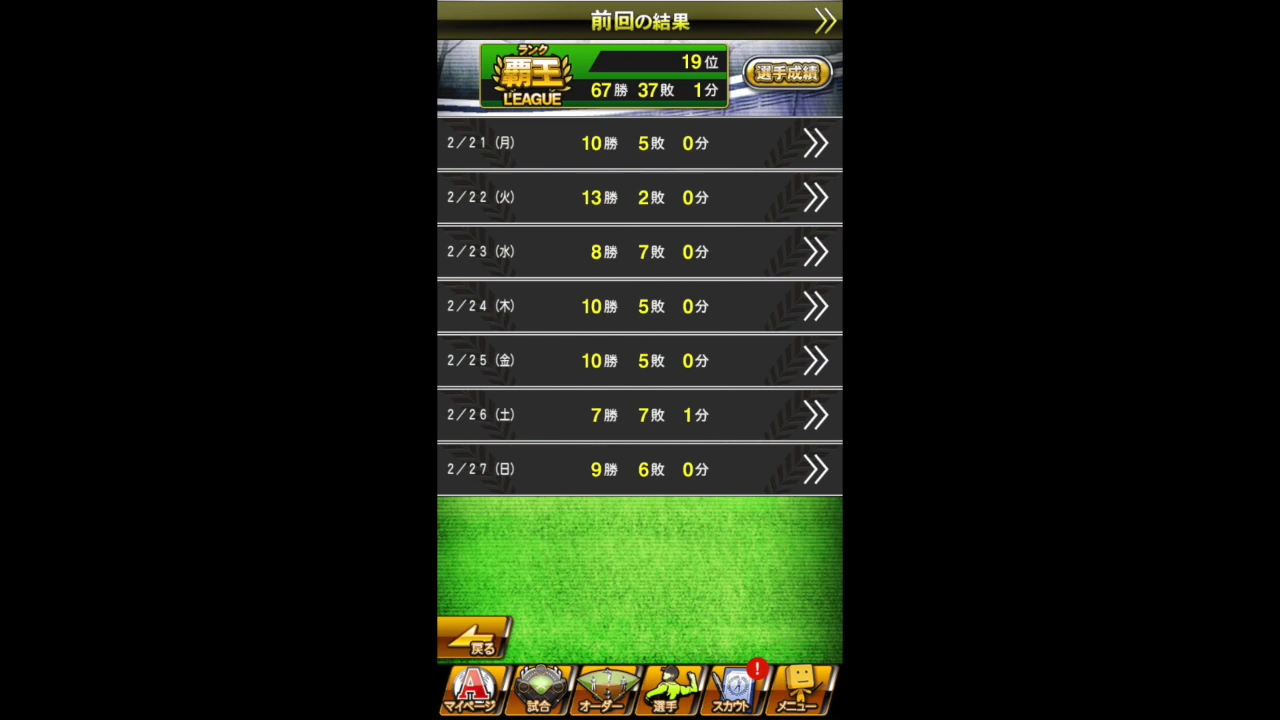 前回の結果
ランク
覇王
LEAGUE
19位
67勝 37敗 1分
選手成績
2/21(月) 10勝 5敗 0分
2/22(火) 13勝 2敗 0分
2/23(水) 8勝 7敗 0分
2/24(木) 10勝 5敗 0分
2/25(金) 10勝 5敗 0分
2/26(土) 7勝 7敗 1分
2/27(日) 9勝 6敗 0分
戻る
A
!
マイページ 試合 オーダー 選手 スカウト メニュー